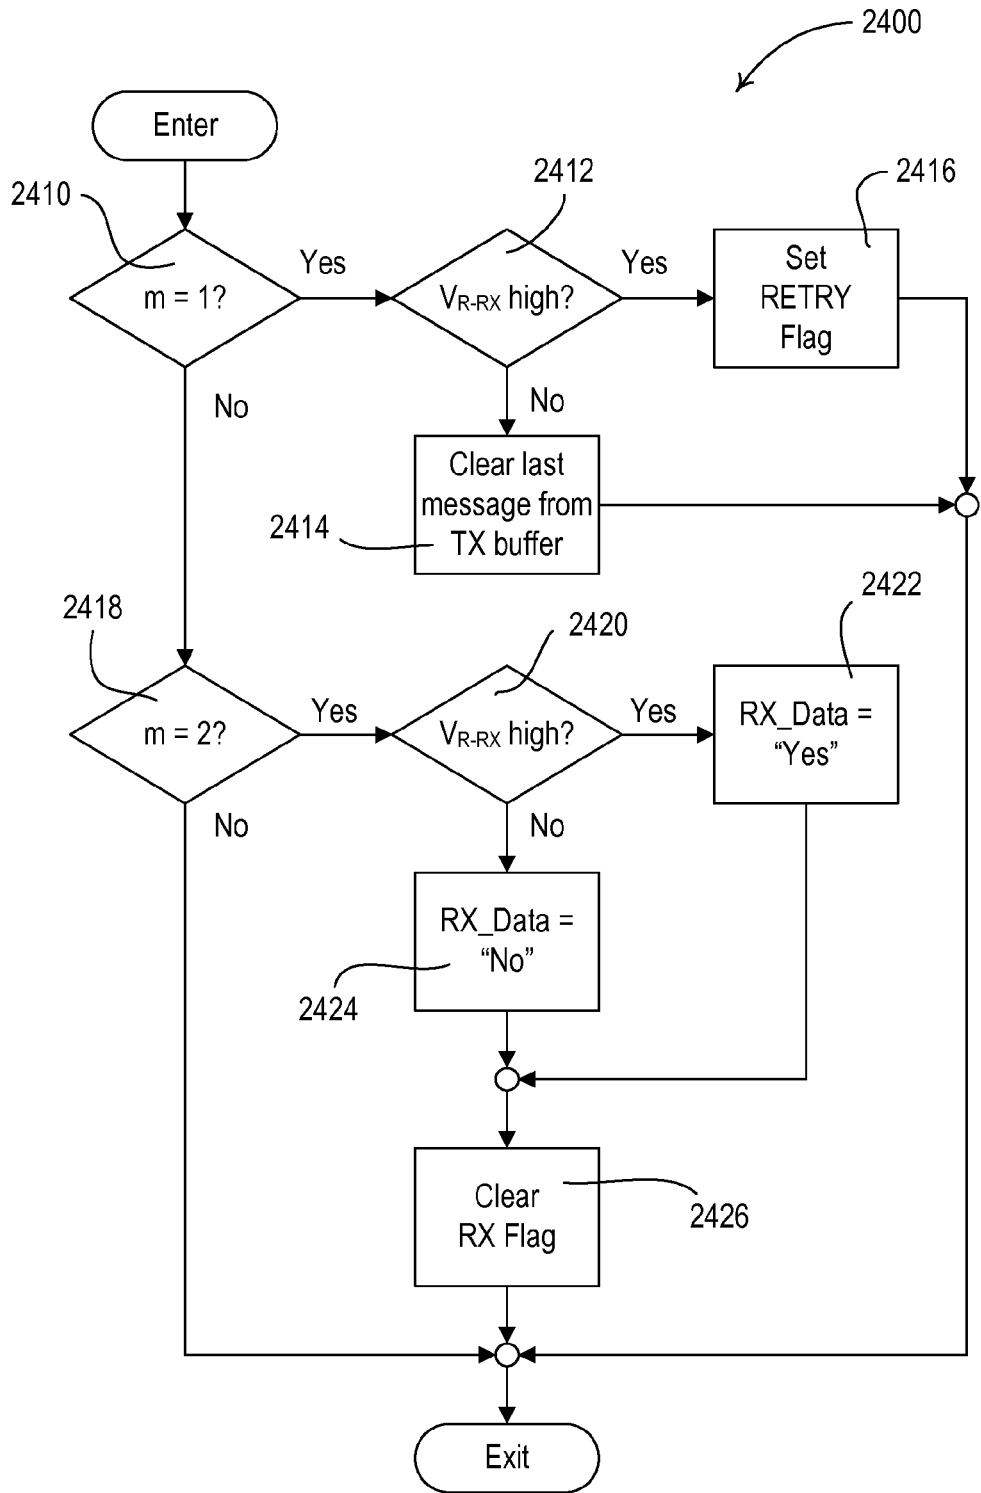 2400
Enter
2410
2412
2416
m = 1?
Yes
VR-RX high?
Yes
Set
RETRY
Flag
No
No
Clear last
message from
TX buffer
2414
2418
2420
2422
m = 2?
Yes
VR-RX high?
Yes
RX_Data =
“Yes”
No
No
RX_Data =
“No”
2424
Clear
RX Flag
2426
Exit